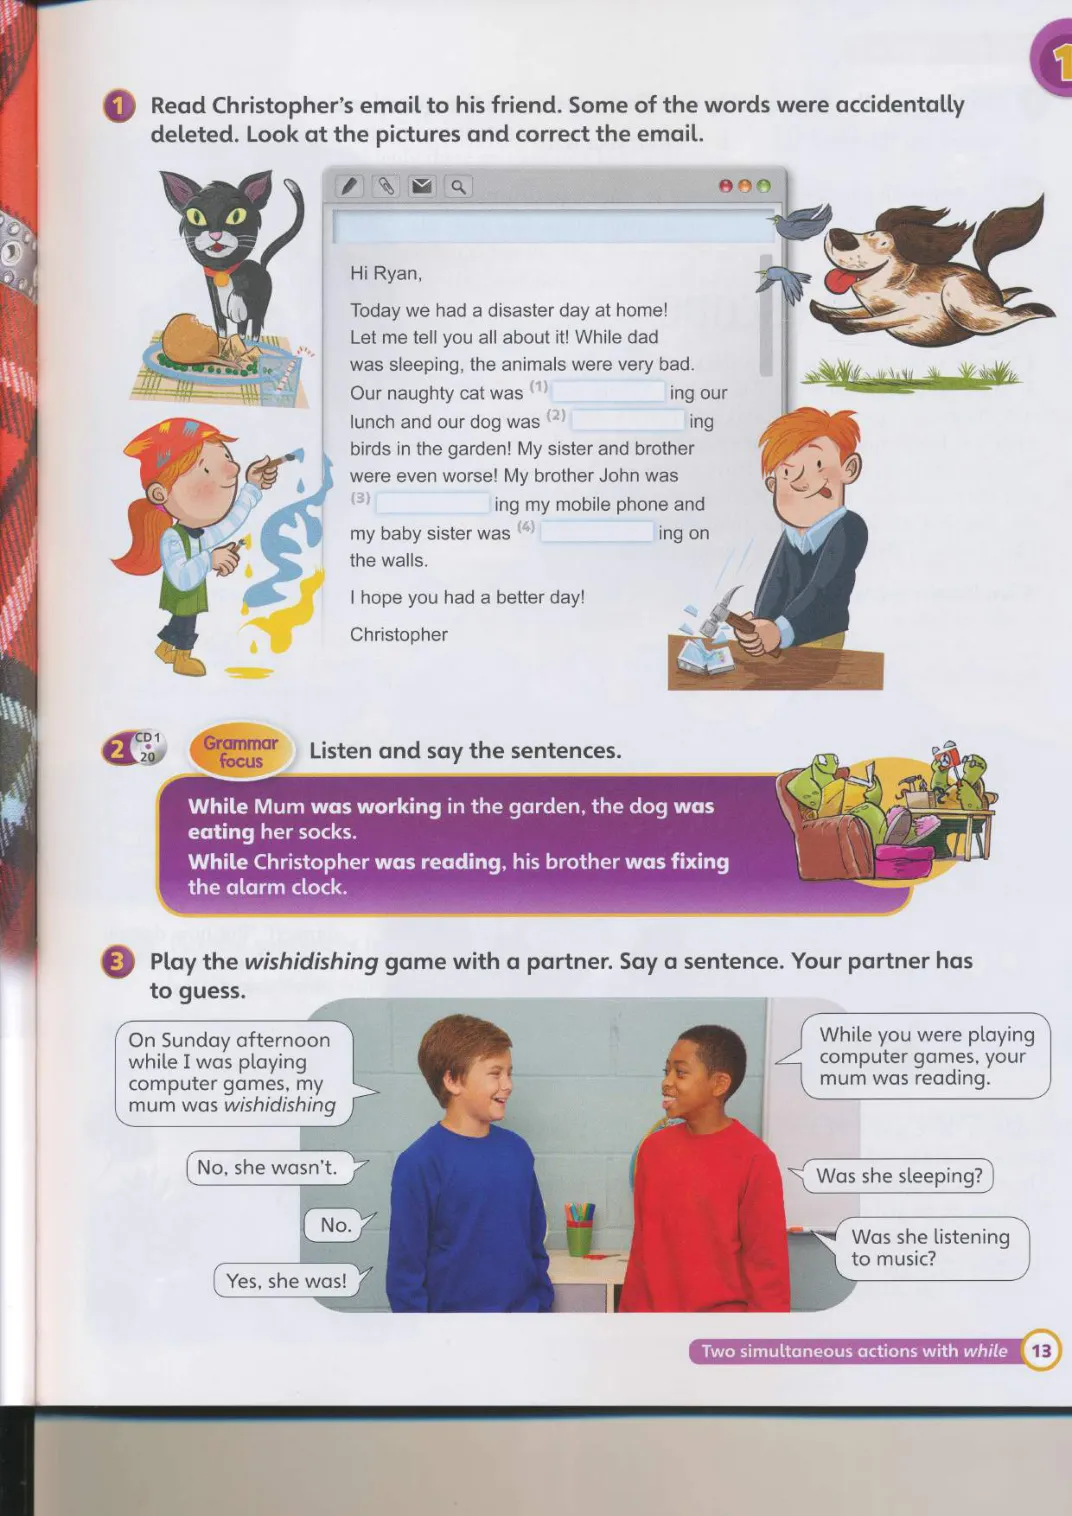 1
1 Read Christopher's email to his friend. Some of the words were accidentally
deleted. Look at the pictures and correct the email.
Hi Ryan,
Today we had a disaster day at home!
Let me tell you all about it! While dad
was sleeping, the animals were very bad.
Our naughty cat was (1) ing our
lunch and our dog was (2) ing
birds in the garden! My sister and brother
were even worse! My brother John was
(3) ing my mobile phone and
my baby sister was (4) ing on
the walls.
I hope you had a better day!
Christopher
2 CD1 20 Grammar focus Listen and say the sentences.
While Mum was working in the garden, the dog was
eating her socks.
While Christopher was reading, his brother was fixing
the alarm clock.
3 Play the wishidishing game with a partner. Say a sentence. Your partner has
to guess.
On Sunday afternoon
while I was playing
computer games, my
mum was wishidishing
While you were playing
computer games, your
mum was reading.
No, she wasn't.
Was she sleeping?
No.
Was she listening
to music?
Yes, she was!
Two simultaneous actions with while 13